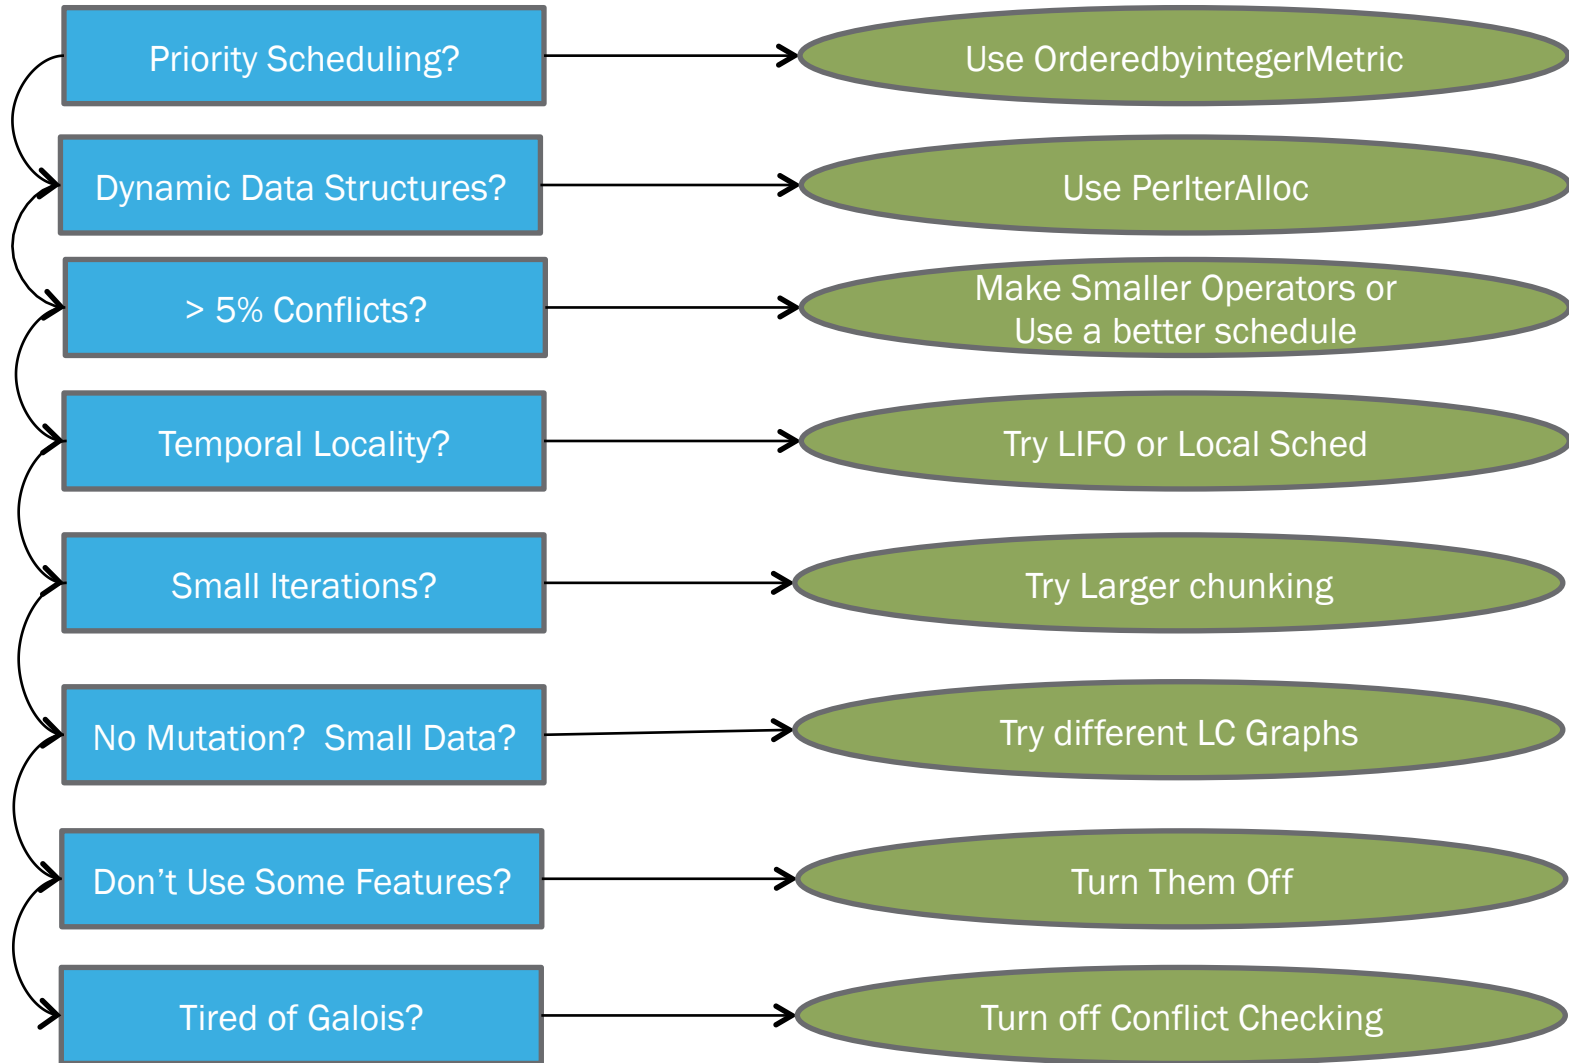 Priority Scheduling?
Use OrderedbyintegerMetric
Dynamic Data Structures?
Use PerIterAlloc
> 5% Conflicts?
Make Smaller Operators or
Use a better schedule
Temporal Locality?
Try LIFO or Local Sched
Small Iterations?
Try Larger chunking
No Mutation?  Small Data?
Try different LC Graphs
Don’t Use Some Features?
Turn Them Off
Tired of Galois?
Turn off Conflict Checking